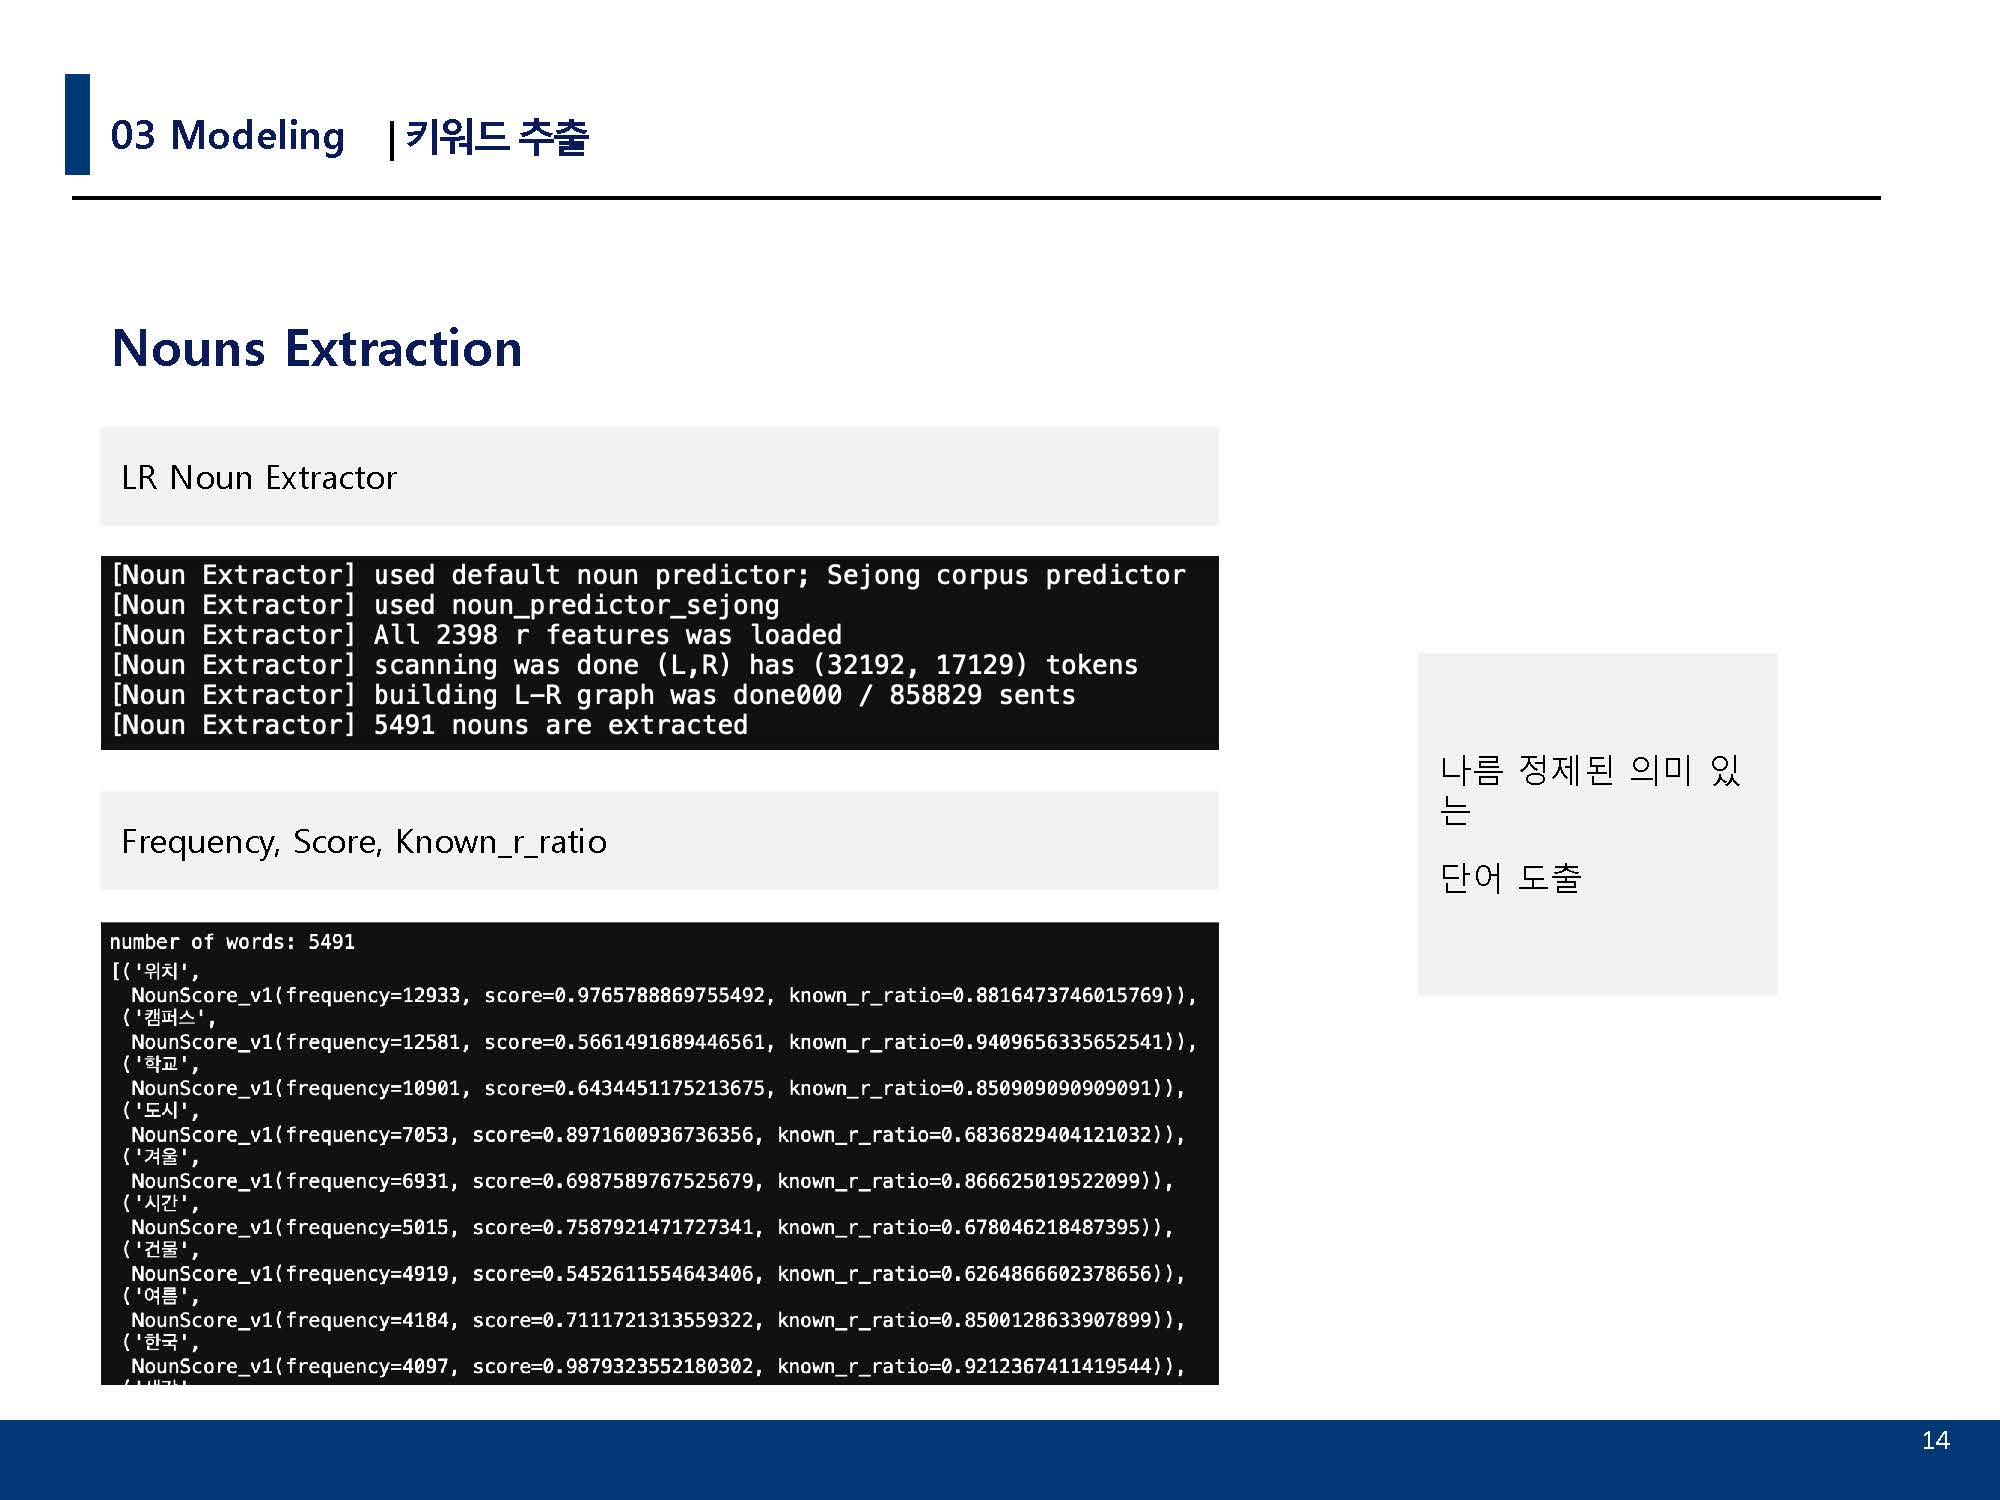 03 Modeling | 키워드 추출
Nouns Extraction
LR Noun Extractor
[Noun Extractor] used default noun predictor; Sejong corpus predictor
[Noun Extractor] used noun_predictor_sejong
[Noun Extractor] All 2398 r features was loaded
[Noun Extractor] scanning was done (L,R) has (32192, 17129) tokens
[Noun Extractor] building L-R graph was done000 / 858829 sents
[Noun Extractor] 5491 nouns are extracted
Frequency, Score, Known_r_ratio
number of words: 5491
[('위치',
NounScore_v1(frequency=12933, score=0.9765788869755492, known_r_ratio=0.8816473746015769)),
('캠퍼스',
NounScore_v1(frequency=12581, score=0.5661491689446561, known_r_ratio=0.9409656335652541)),
('학교',
NounScore_v1(frequency=10901, score=0.6434451175213675, known_r_ratio=0.850909090909091)),
('도시',
NounScore_v1(frequency=7053, score=0.8971600936736356, known_r_ratio=0.6836829404121032)),
('겨울',
NounScore_v1(frequency=6931, score=0.6987589767525679, known_r_ratio=0.866625019522099)),
('시간',
NounScore_v1(frequency=5015, score=0.7587921471727341, known_r_ratio=0.678046218487395)),
('건물',
NounScore_v1(frequency=4919, score=0.5452611554643406, known_r_ratio=0.6264866602378656)),
('여름',
NounScore_v1(frequency=4184, score=0.7111721313559322, known_r_ratio=0.8500128633907899)),
('한국',
NounScore_v1(frequency=4097, score=0.9879323552180302, known_r_ratio=0.9212367411419544)),
나름 정제된 의미 있
는
단어 도출
14